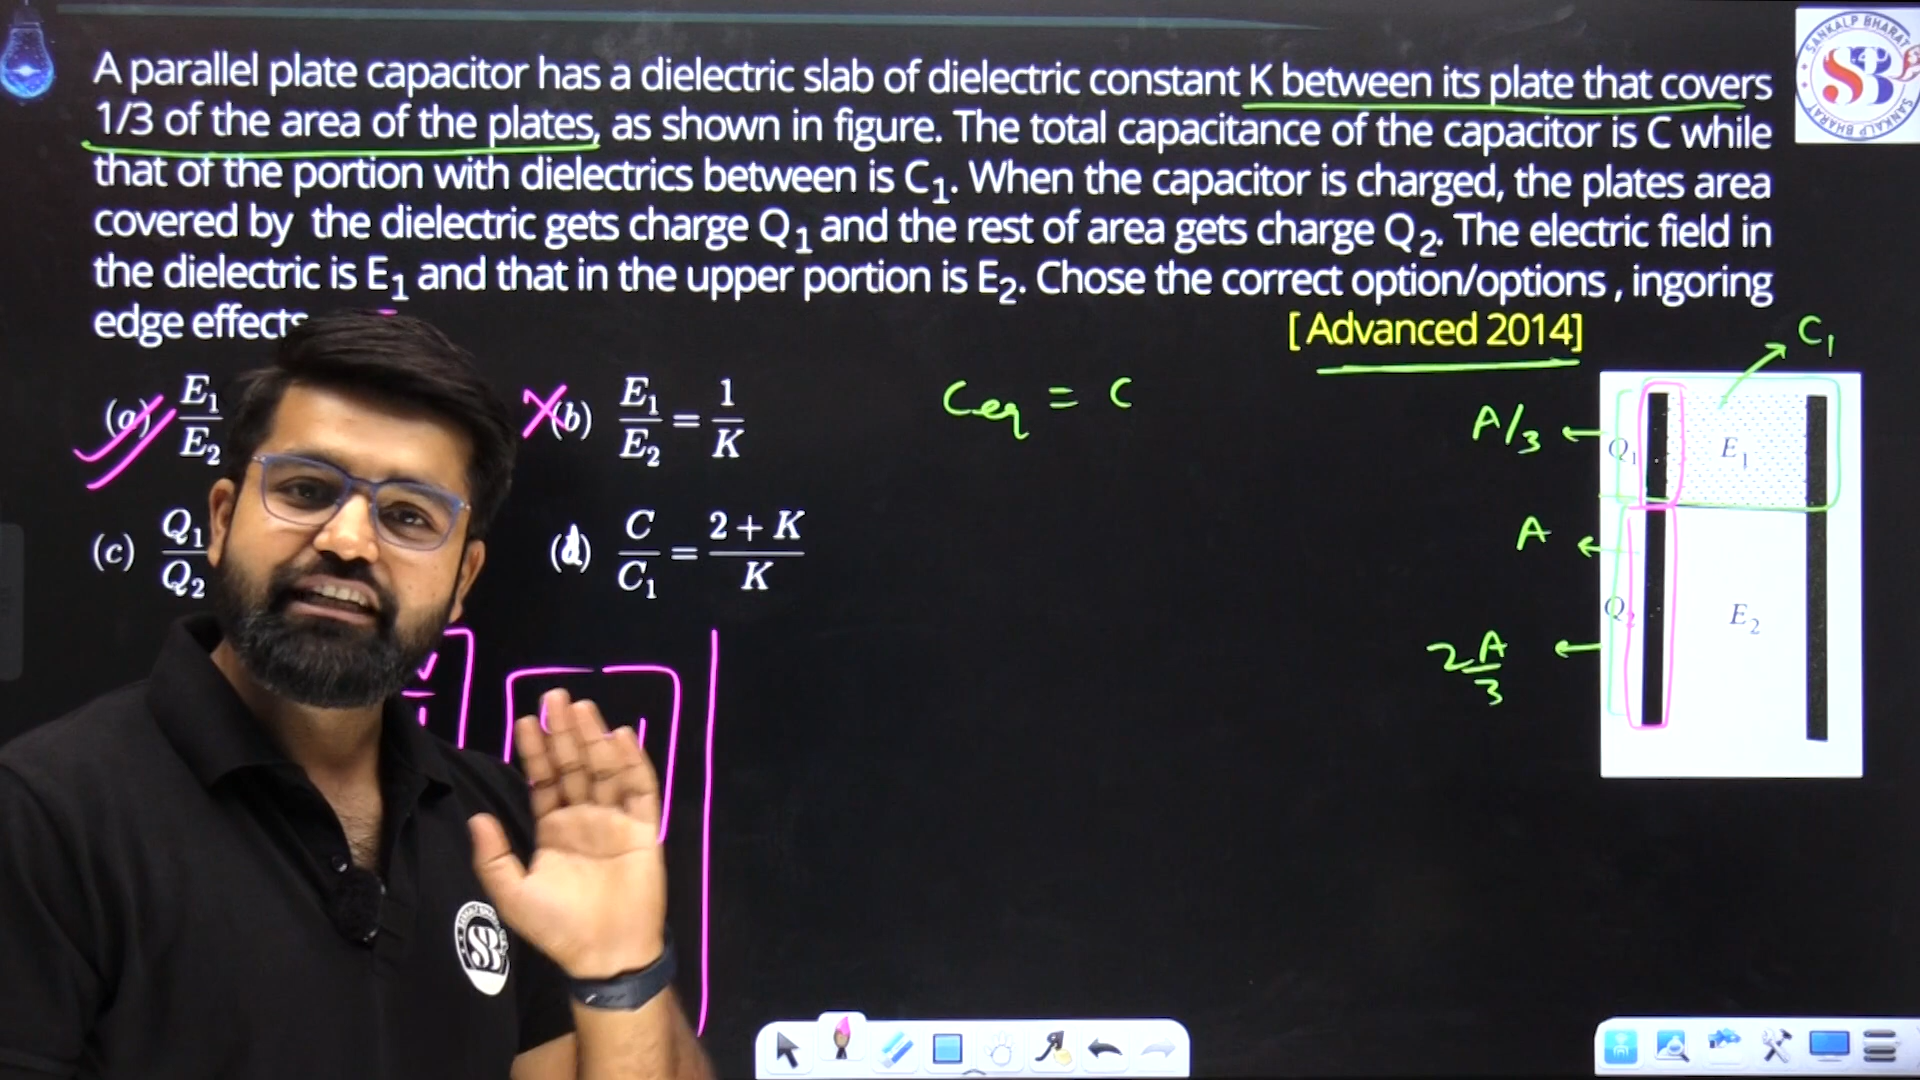 A parallel plate capacitor has a dielectric slab of dielectric constant K between its plate that covers
1/3 of the area of the plates, as shown in figure. The total capacitance of the capacitor is C while
that of the portion with dielectrics between is C₁. When the capacitor is charged, the plates area
covered by the dielectric gets charge Q₁ and the rest of area gets charge Q₂. The electric field in
the dielectric is E₁ and that in the upper portion is E₂. Chose the correct option/options , ingoring
edge effects
[ Advanced 2014]
(a) E₁/E₂
(b) E₁/E₂ = 1/K
(c) Q₁/Q₂
(d) C/C₁ = (2 + K)/K
Ceq = C
C₁
A/3
Q₁
E₁
A
Q₂
E₂
2A/3
SANKALP BHARAT
SB
SB